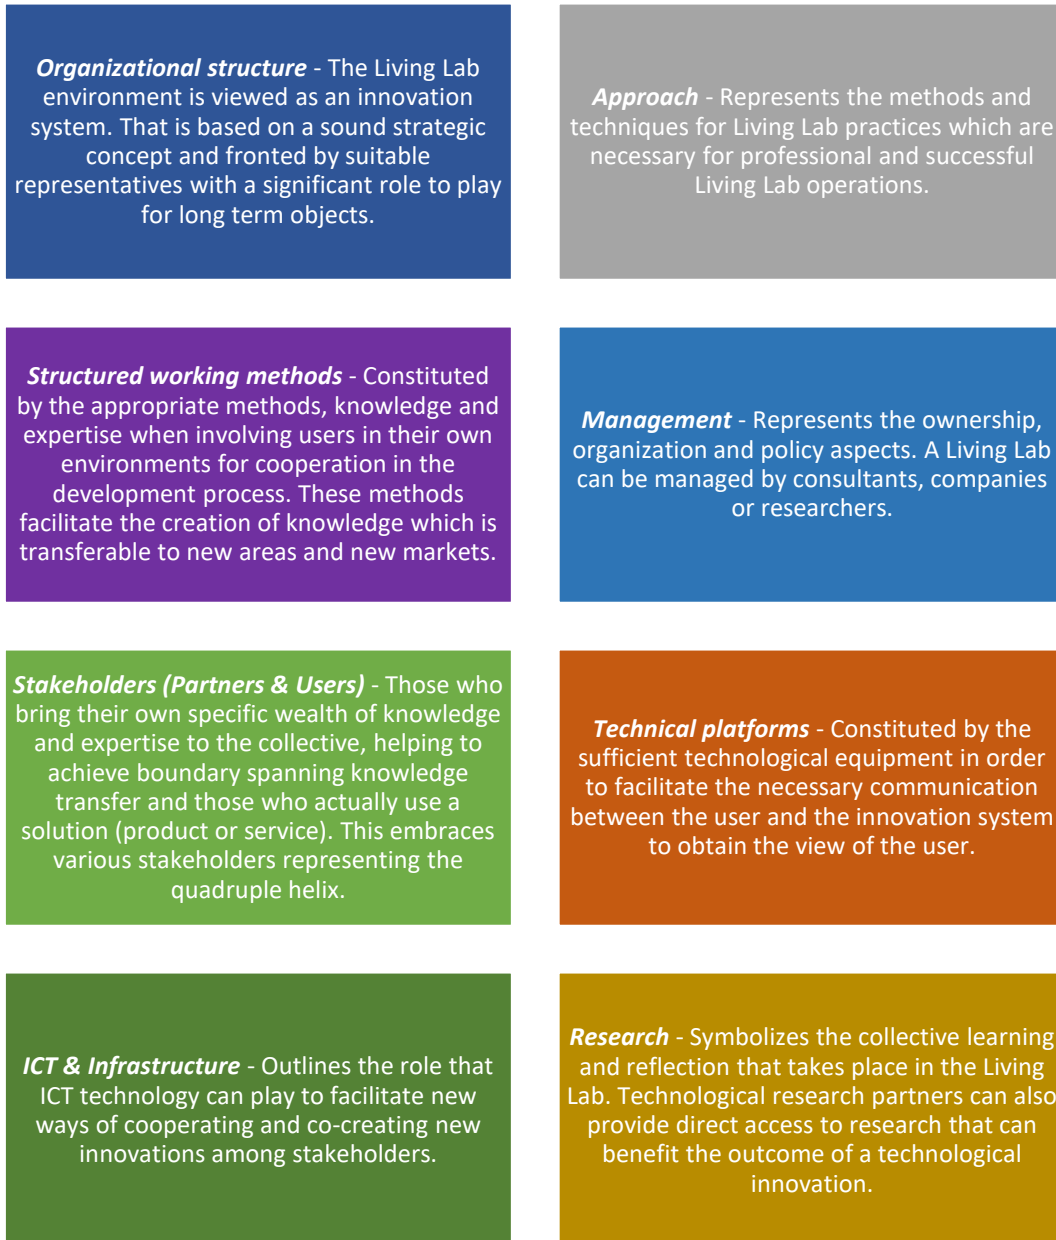 Organizational structure - The Living Lab
environment is viewed as an innovation
system. That is based on a sound strategic
concept and fronted by suitable
representatives with a significant role to play
for long term objects.
Approach - Represents the methods and
techniques for Living Lab practices which are
necessary for professional and successful
Living Lab operations.
Structured working methods - Constituted
by the appropriate methods, knowledge and
expertise when involving users in their own
environments for cooperation in the
development process. These methods
facilitate the creation of knowledge which is
transferable to new areas and new markets.
Management - Represents the ownership,
organization and policy aspects. A Living Lab
can be managed by consultants, companies
or researchers.
Stakeholders (Partners & Users) - Those who
bring their own specific wealth of knowledge
and expertise to the collective, helping to
achieve boundary spanning knowledge
transfer and those who actually use a
solution (product or service). This embraces
various stakeholders representing the
quadruple helix.
Technical platforms - Constituted by the
sufficient technological equipment in order
to facilitate the necessary communication
between the user and the innovation system
to obtain the view of the user.
ICT & Infrastructure - Outlines the role that
ICT technology can play to facilitate new
ways of cooperating and co-creating new
innovations among stakeholders.
Research - Symbolizes the collective learning
and reflection that takes place in the Living
Lab. Technological research partners can also
provide direct access to research that can
benefit the outcome of a technological
innovation.